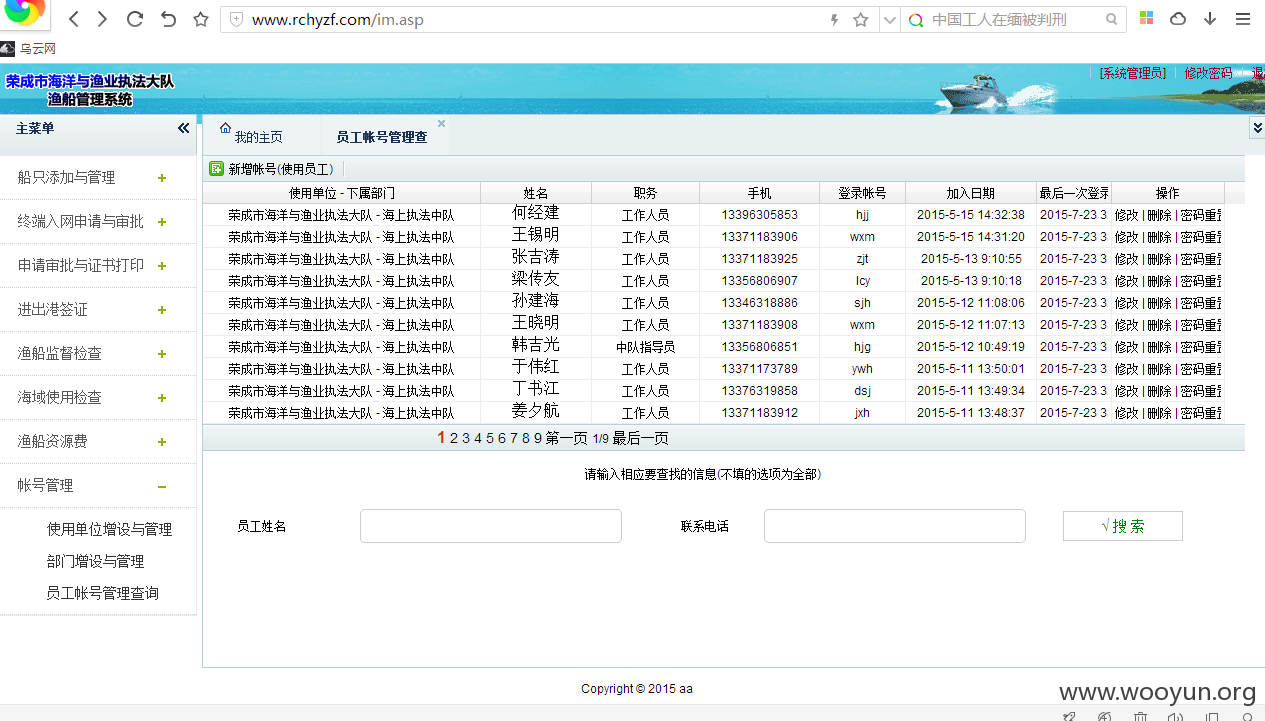 www.rchyzf.com/im.asp 中国工人在缅被判刑
乌云网
荣成市海洋与渔业执法大队
渔船管理系统
[系统管理员] 修改密码
主菜单
我的主页 员工帐号管理查
船只添加与管理
终端入网申请与审批
申请审批与证书打印
进出港签证
渔船监督检查
海域使用检查
渔船资源费
帐号管理
使用单位增设与管理
部门增设与管理
员工帐号管理查询
新增帐号(使用员工)
使用单位 - 下属部门 姓名 职务 手机 登录帐号 加入日期 最后一次登录 操作
荣成市海洋与渔业执法大队 - 海上执法中队 何经建 工作人员 13396305853 hjj 2015-5-15 14:32:38 2015-7-23 3 修改 | 删除 | 密码重置
荣成市海洋与渔业执法大队 - 海上执法中队 王锡明 工作人员 13371183906 wxm 2015-5-15 14:31:20 2015-7-23 3 修改 | 删除 | 密码重置
荣成市海洋与渔业执法大队 - 海上执法中队 张吉涛 工作人员 13371183925 zjt 2015-5-13 9:10:55 2015-7-23 3 修改 | 删除 | 密码重置
荣成市海洋与渔业执法大队 - 海上执法中队 梁传友 工作人员 13356806907 lcy 2015-5-13 9:10:18 2015-7-23 3 修改 | 删除 | 密码重置
荣成市海洋与渔业执法大队 - 海上执法中队 孙建海 工作人员 13346318886 sjh 2015-5-12 11:08:06 2015-7-23 3 修改 | 删除 | 密码重置
荣成市海洋与渔业执法大队 - 海上执法中队 王晓明 工作人员 13371183908 wxm 2015-5-12 11:07:13 2015-7-23 3 修改 | 删除 | 密码重置
荣成市海洋与渔业执法大队 - 海上执法中队 韩吉光 中队指导员 13356806851 hjg 2015-5-12 10:49:19 2015-7-23 3 修改 | 删除 | 密码重置
荣成市海洋与渔业执法大队 - 海上执法中队 于伟红 工作人员 13371173789 ywh 2015-5-11 13:50:01 2015-7-23 3 修改 | 删除 | 密码重置
荣成市海洋与渔业执法大队 - 海上执法中队 丁书江 工作人员 13376319858 dsj 2015-5-11 13:49:34 2015-7-23 3 修改 | 删除 | 密码重置
荣成市海洋与渔业执法大队 - 海上执法中队 姜夕航 工作人员 13371183912 jxh 2015-5-11 13:48:37 2015-7-23 3 修改 | 删除 | 密码重置
1 2 3 4 5 6 7 8 9 第一页 1/9 最后一页
请输入相应要查找的信息(不填的选项为全部)
员工姓名 联系电话 √搜 索
Copyright © 2015 aa
www.wooyun.org